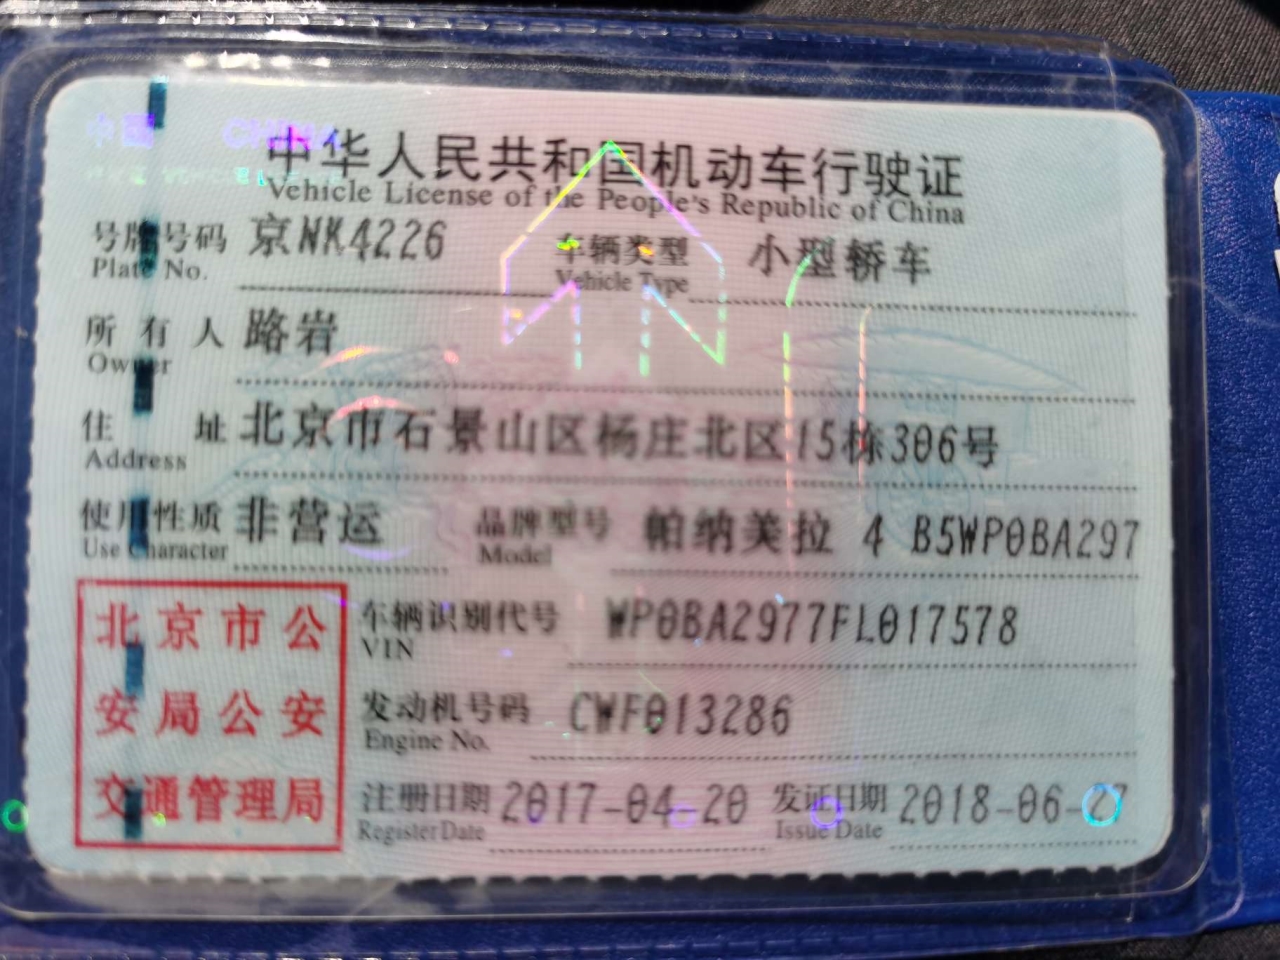 中国 CHINA
中华人民共和国机动车行驶证
Vehicle License of the People's Republic of China
号牌号码 京NK4226 车辆类型 小型轿车
Plate No. Vehicle Type
所有人 路岩
Owner
住址 北京市石景山区杨庄北区15栋306号
Address
使用性质 非营运 品牌型号 帕纳美拉 4 B5WP0BA297
Use Character Model
车辆识别代号 WP0BA2977FL017578
VIN
发动机号码 CWF013286
Engine No.
注册日期 2017-04-20 发证日期 2018-06-27
Register Date Issue Date
北京市公
安局公安
交通管理局